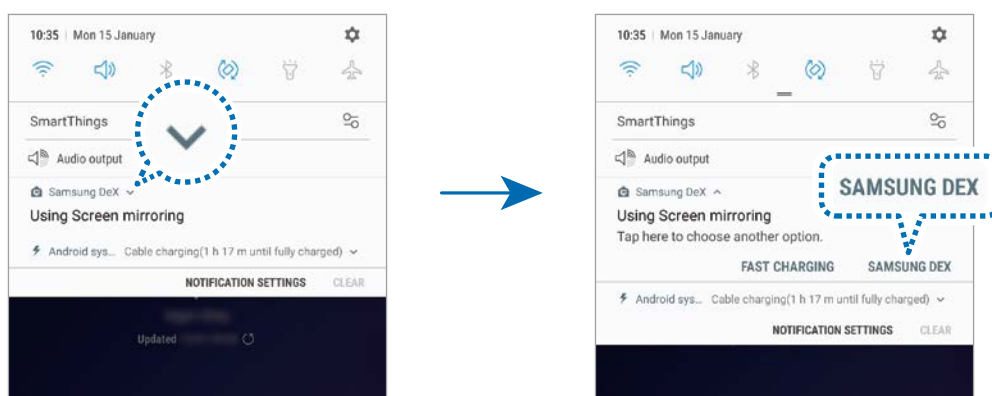 10:35 | Mon 15 January
SmartThings
Audio output
Samsung DeX
Using Screen mirroring
Android sys... Cable charging(1 h 17 m until fully charged)
NOTIFICATION SETTINGS CLEAR
Updated
10:35 | Mon 15 January
SmartThings
Audio output
SAMSUNG DEX
Samsung DeX
Using Screen mirroring
Tap here to choose another option.
FAST CHARGING SAMSUNG DEX
Android sys... Cable charging(1 h 17 m until fully charged)
NOTIFICATION SETTINGS CLEAR